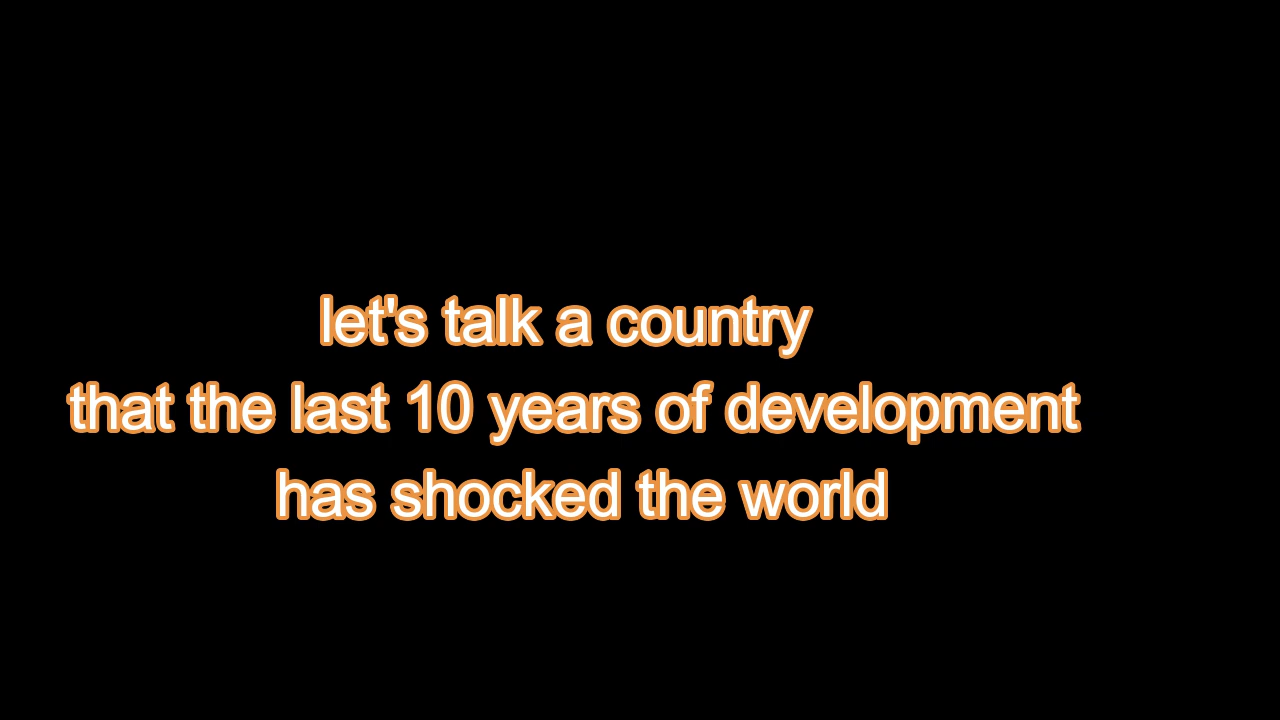 let's talk a country
that the last 10 years of development
has shocked the world